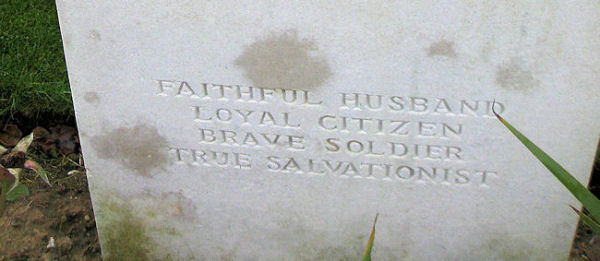 FAITHFUL HUSBAND
LOYAL CITIZEN
BRAVE SOLDIER
TRUE SALVATIONIST